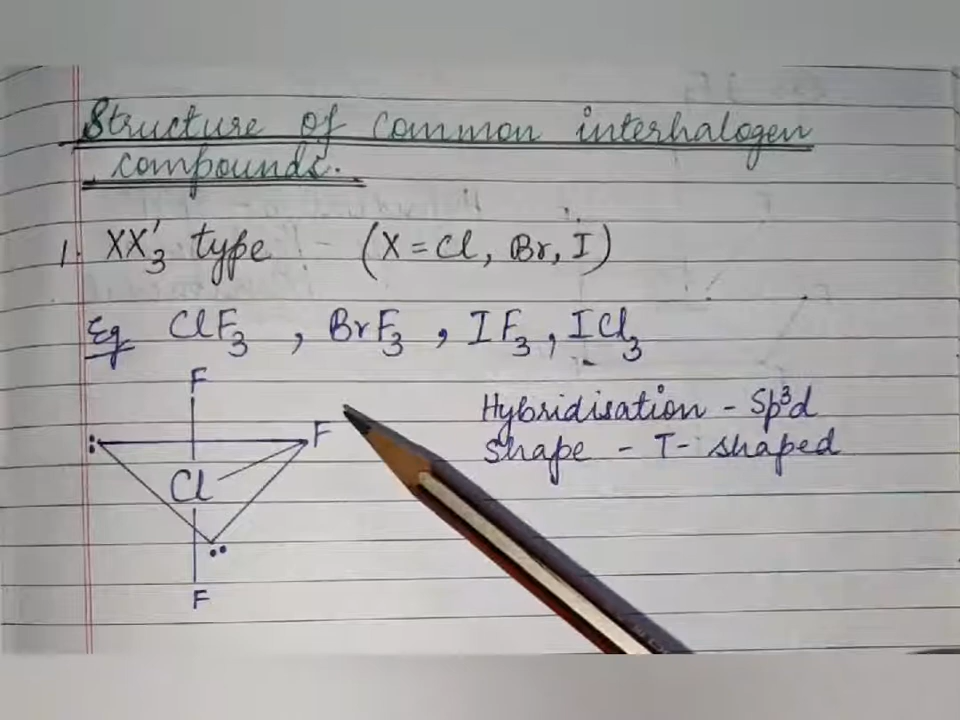 Structure of common interhalogen
compounds.
1. XX'₃ type - (X = Cl, Br, I)
Eg. ClF₃, BrF₃, IF₃, ICl₃
F
: F
Cl
..
F
Hybridisation - Sp³d
Shape - T-shaped